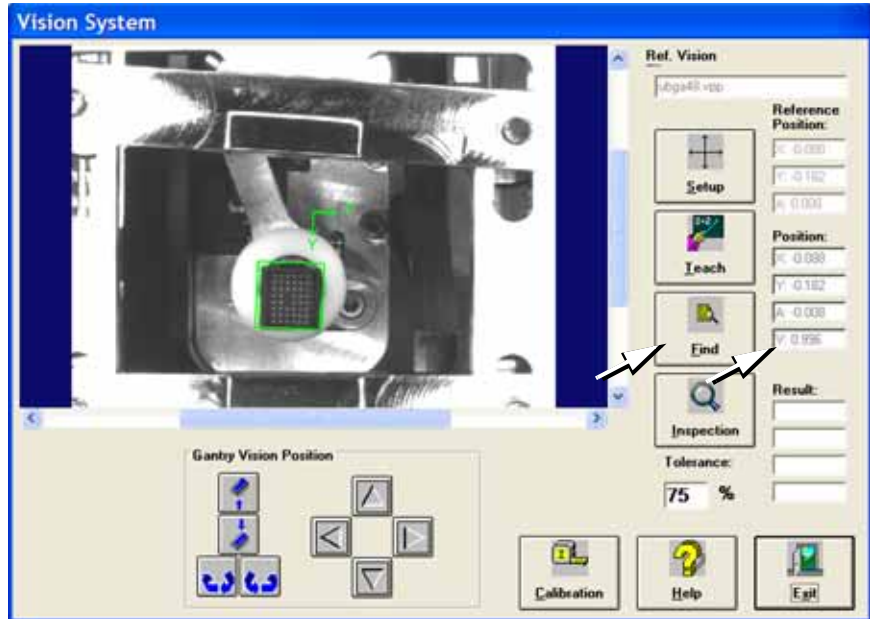 Vision System
Ref. Vision
ubga48.vpp
Reference
Position:
X: -0.088
Y: -0.182
A: 0.000
Setup
Teach
Position:
X: -0.088
Y: -0.182
A: -0.008
V: 0.996
Find
Inspection
Result:
Tolerance:
75 %
X
Y
Gantry Vision Position
Calibration
Help
Exit